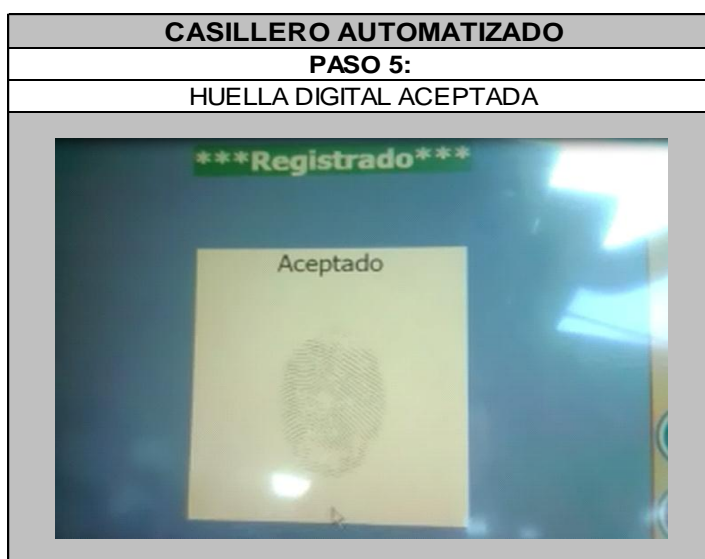 CASILLERO AUTOMATIZADO
PASO 5:
HUELLA DIGITAL ACEPTADA
***Registrado***
Aceptado